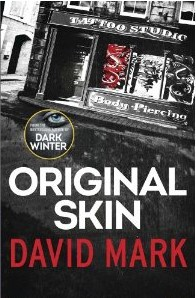 TATTOO STUDIO
Body Piercing
DARK
WINTER
ORIGINAL
SKIN
DAVID MARK